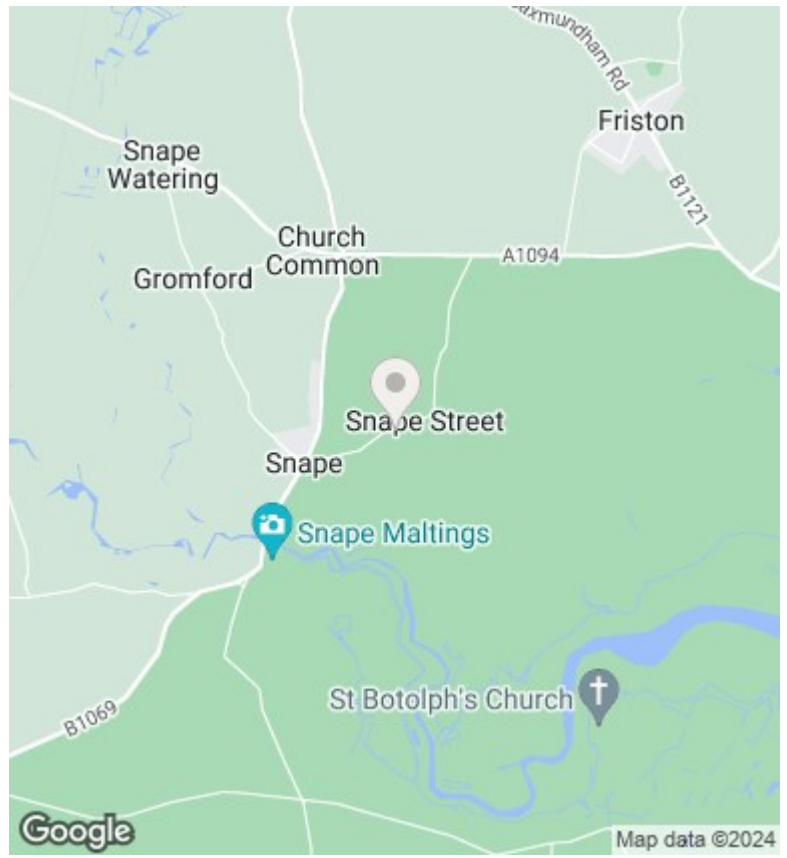 axmundham Rd
Friston
Snape
Watering
B1121
Church
Common
A1094
Gromford
Snape Street
Snape
Snape Maltings
St Botolph's Church
B1069
Google
Map data ©2024